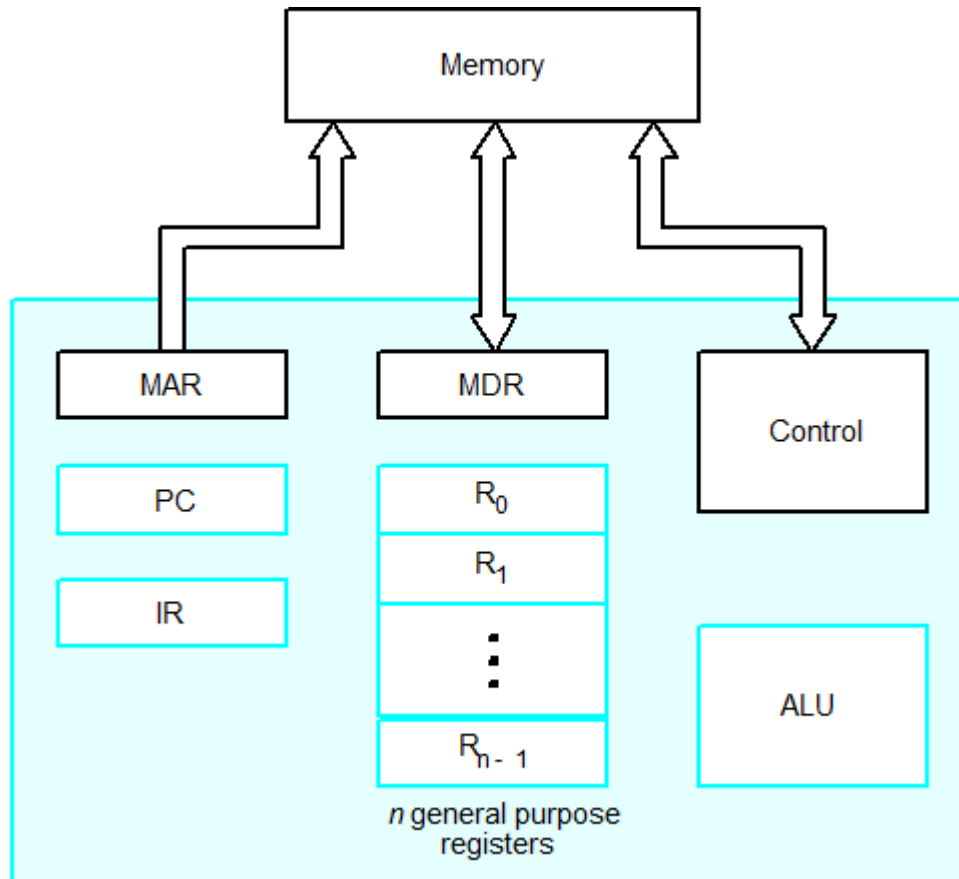 Memory
MAR
MDR
Control
PC
R0
IR
R1
ALU
Rn- 1
n general purpose
registers